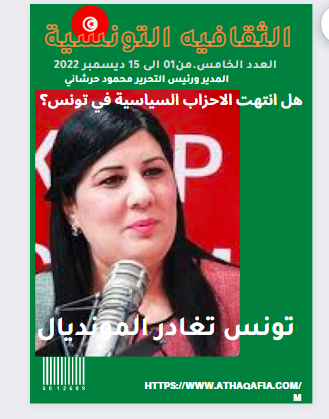 الثقافيه التونسية
العدد الخامس.من01 الى 15 ديسمبر 2022
المدير ورئيس التحرير محمود حرشاني
هل انتهت الاحزاب السياسية في تونس؟
P
تونس تغادر المونديال
0012689
HTTPS://WWW.ATHAQAFIA.COM/
M